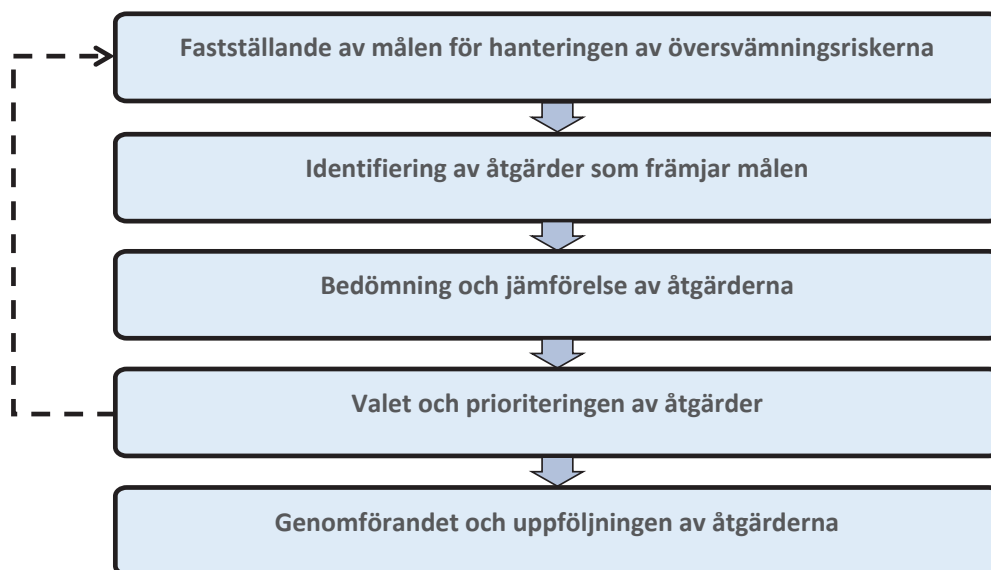 Fastställande av målen för hanteringen av översvämningsriskerna
Identifiering av åtgärder som främjar målen
Bedömning och jämförelse av åtgärderna
Valet och prioriteringen av åtgärder
Genomförandet och uppföljningen av åtgärderna